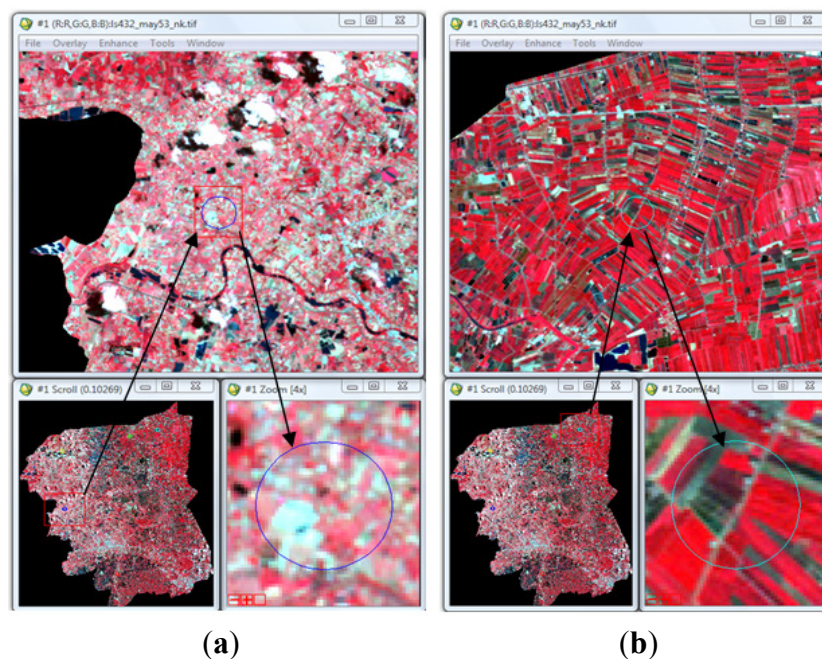 #1 (R:R,G:G,B:B):ls432_may53_nk.tif
File Overlay Enhance Tools Window
#1 Scroll (0.10269)
#1 Zoom [4x]
(a)
#1 (R:R,G:G,B:B):ls432_may53_nk.tif
File Overlay Enhance Tools Window
#1 Scroll (0.10269)
#1 Zoom [4x]
(b)